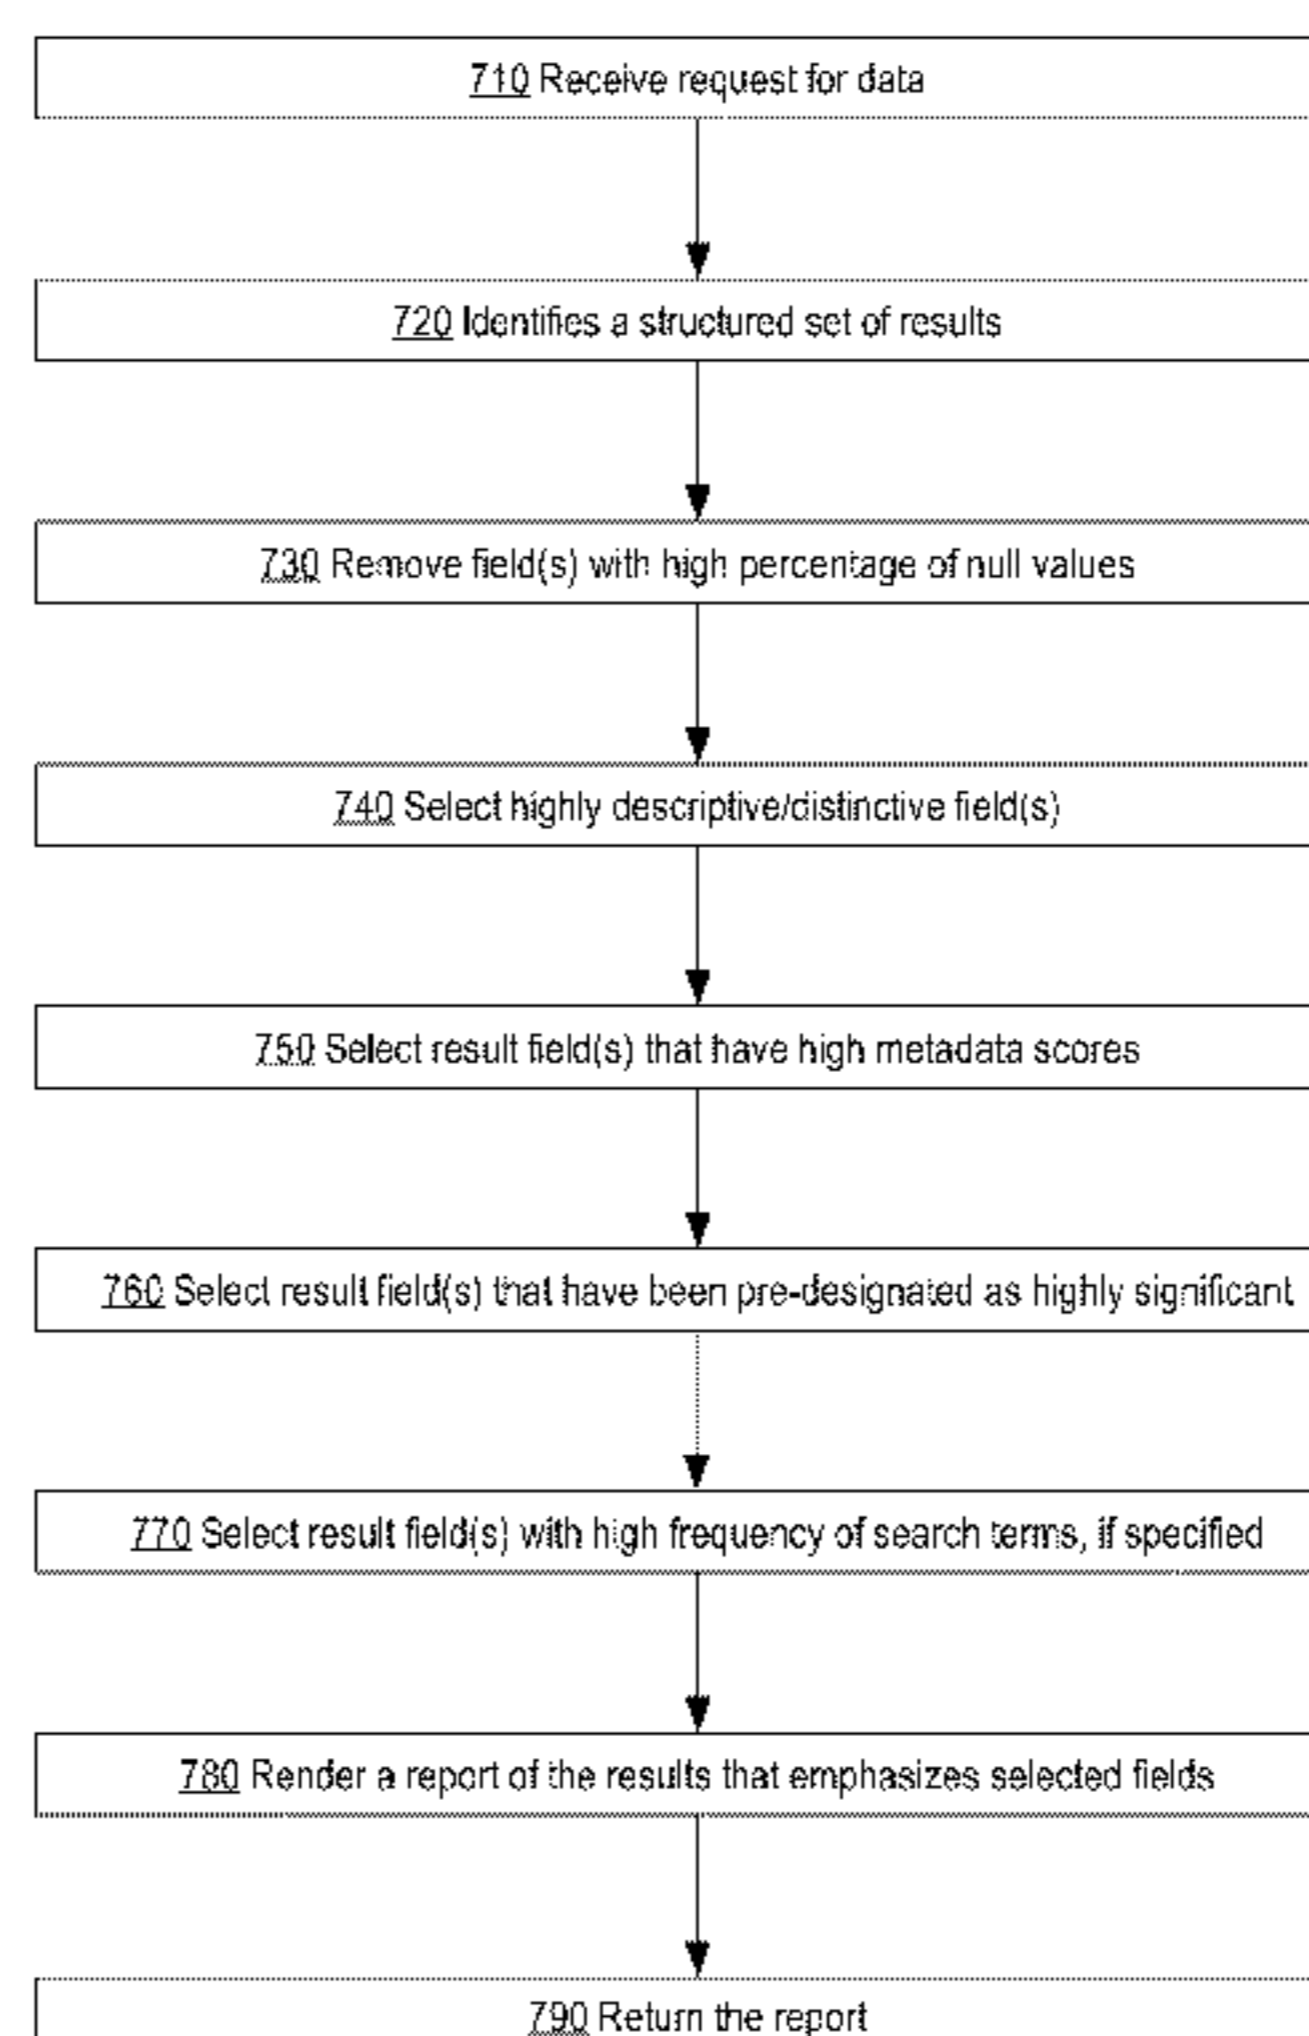 710 Receive request for data
720 Identifies a structured set of results
730 Remove field(s) with high percentage of null values
740 Select highly descriptive/distinctive field(s)
750 Select result field(s) that have high metadata scores
760 Select result field(s) that have been pre-designated as highly significant
770 Select result field(s) with high frequency of search terms, if specified
780 Render a report of the results that emphasizes selected fields
790 Return the report